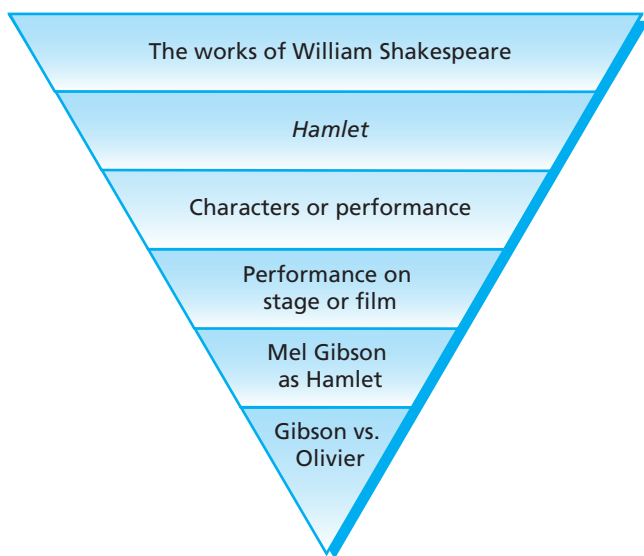 The works of William Shakespeare
Hamlet
Characters or performance
Performance on
stage or film
Mel Gibson
as Hamlet
Gibson vs.
Olivier